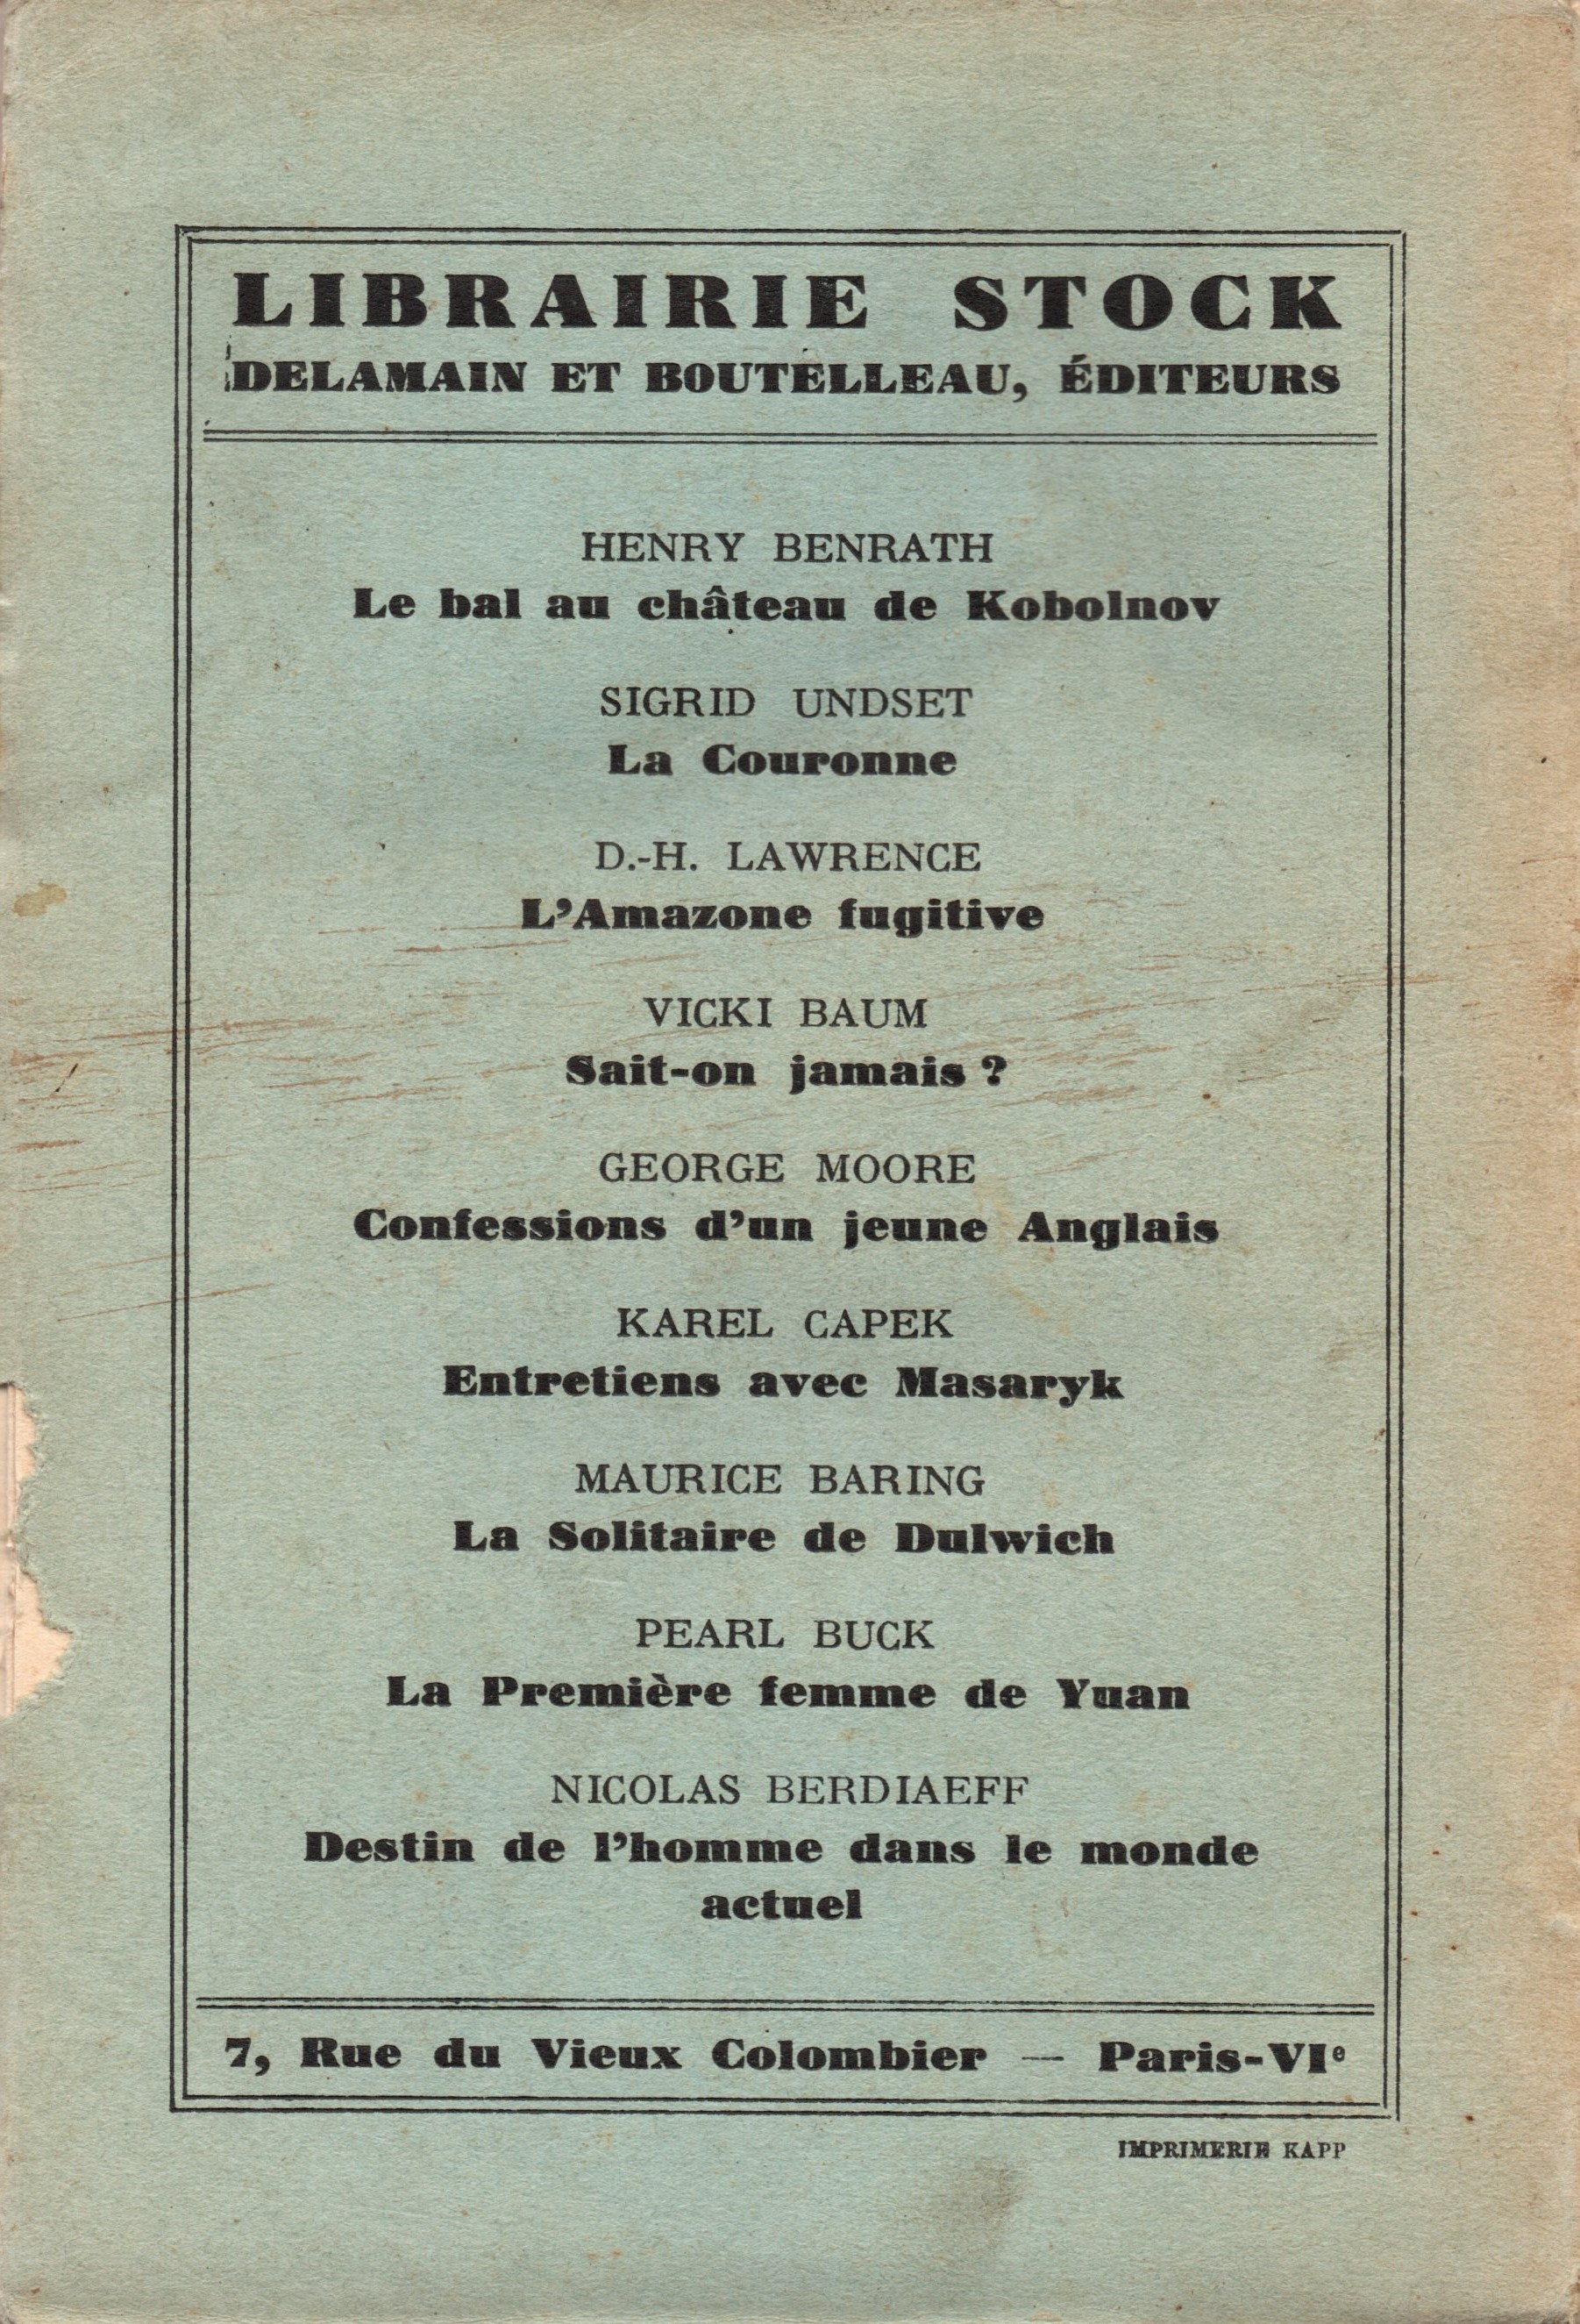 LIBRAIRIE STOCK
DELAMAIN ET BOUTELLEAU, ÉDITEURS
HENRY BENRATH
Le bal au château de Kobolnov
SIGRID UNDSET
La Couronne
D.-H. LAWRENCE
L'Amazone fugitive
VICKI BAUM
Sait-on jamais ?
GEORGE MOORE
Confessions d'un jeune Anglais
KAREL CAPEK
Entretiens avec Masaryk
MAURICE BARING
La Solitaire de Dulwich
PEARL BUCK
La Première femme de Yuan
NICOLAS BERDIAEFF
Destin de l'homme dans le monde
actuel
7, Rue du Vieux Colombier — Paris-VIe
IMPRIMERIE KAPP